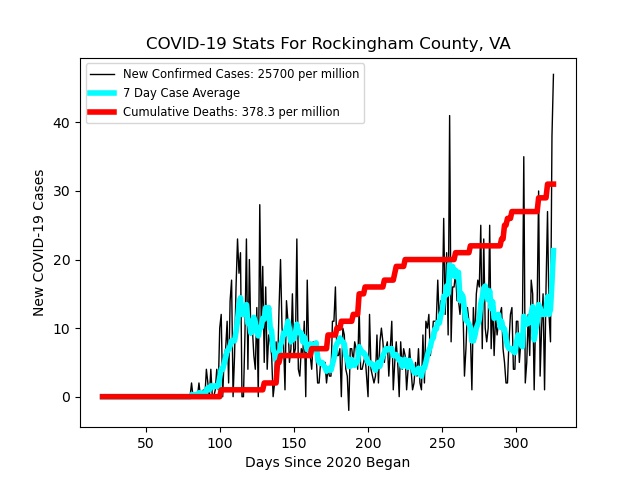 COVID-19 Stats For Rockingham County, VA
New Confirmed Cases: 25700 per million
7 Day Case Average
Cumulative Deaths: 378.3 per million
New COVID-19 Cases
40
30
20
10
0
50 100 150 200 250 300
Days Since 2020 Began